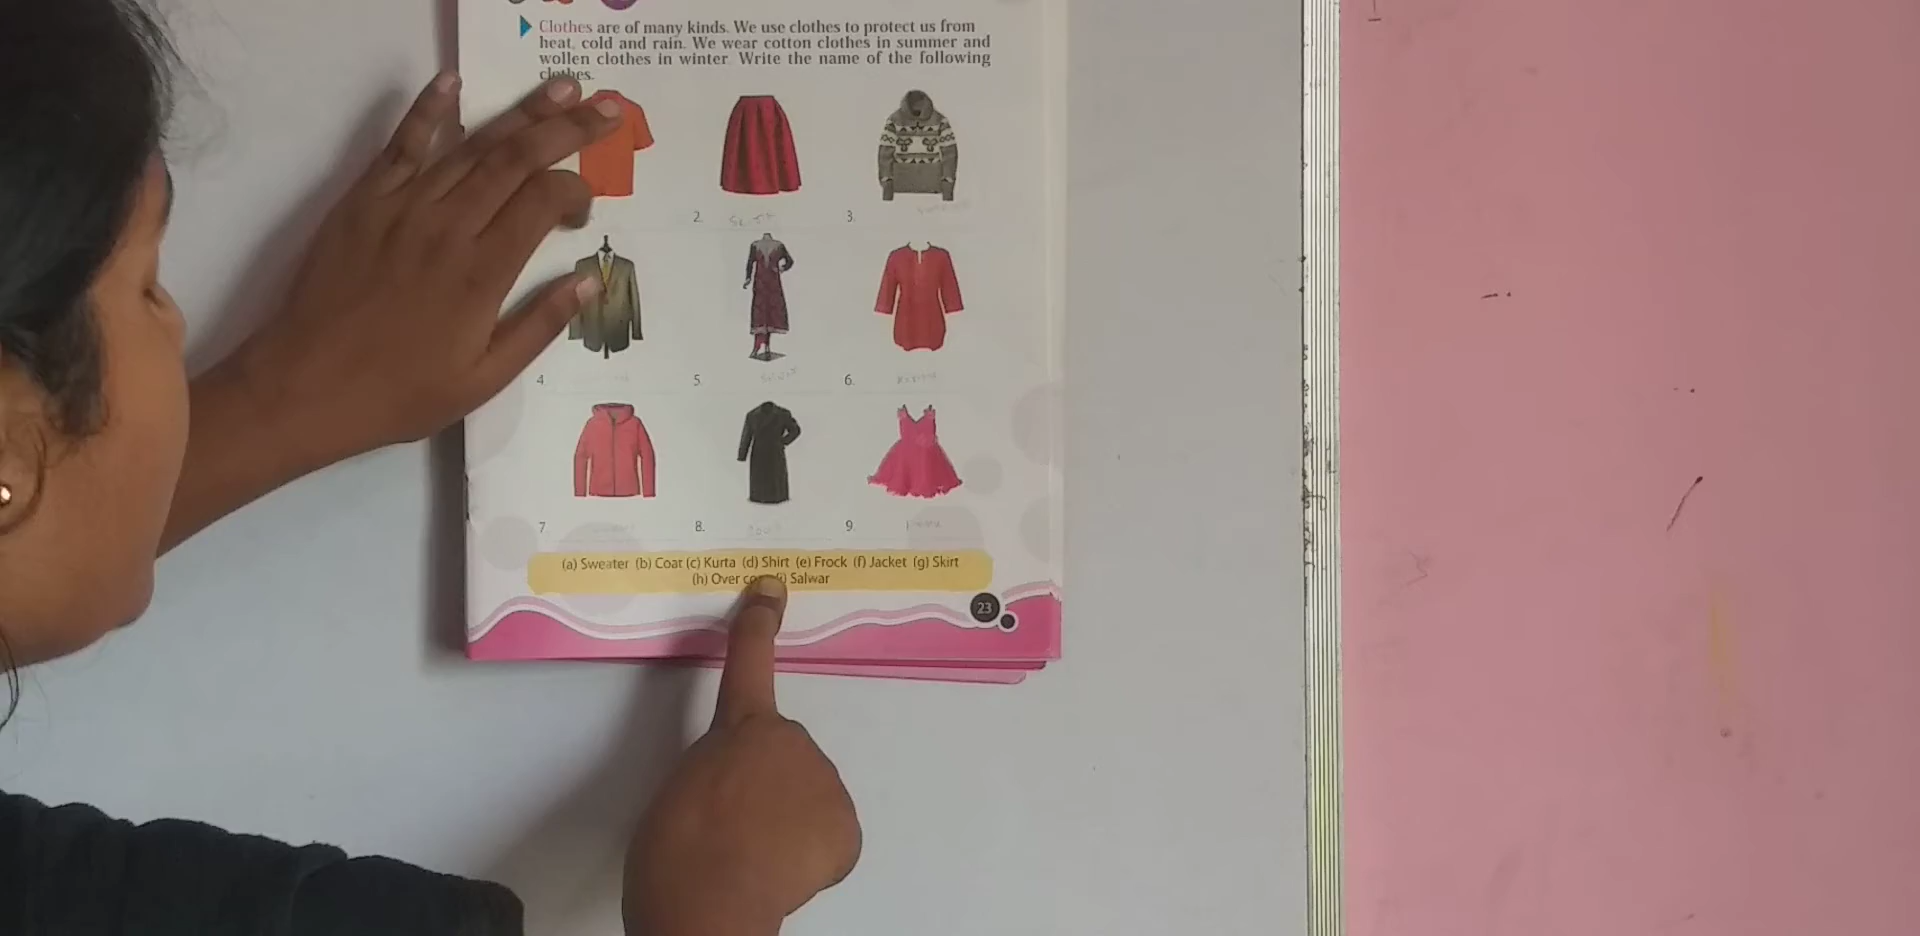 Clothes are of many kinds. We use clothes to protect us from
heat, cold and rain. We wear cotton clothes in summer and
wollen clothes in winter. Write the name of the following
clothes.
2.
3.
4
5
6.
7
8.
9.
(a) Sweater (b) Coat (c) Kurta (d) Shirt (e) Frock (f) Jacket (g) Skirt
(h) Over Salwar
23